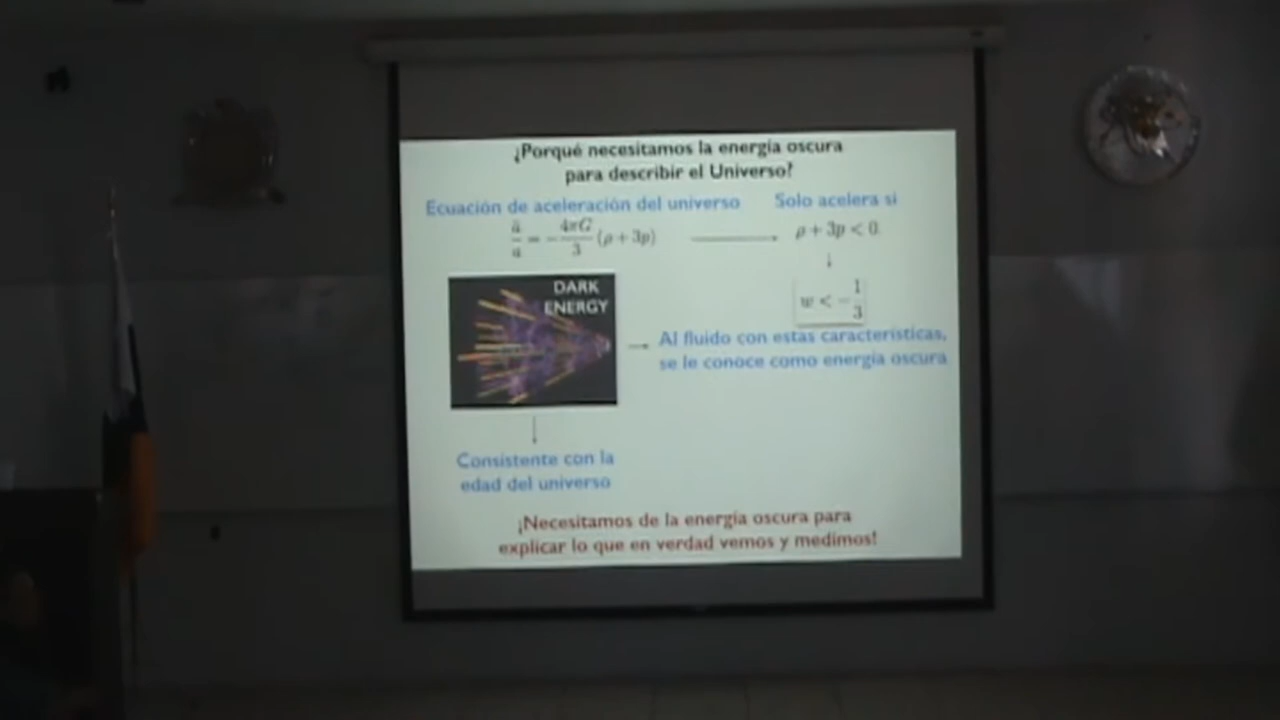 ¿Porqué necesitamos la energía oscura
para describir el Universo?
Ecuación de aceleración del universo
Solo acelera si
ä/a = −4πG/3 (ρ + 3p)
ρ + 3p < 0
w < −1/3
DARK
ENERGY
Al fluido con estas características,
se le conoce como energía oscura
Consistente con la
edad del universo
¡Necesitamos de la energía oscura para
explicar lo que en verdad vemos y medimos!